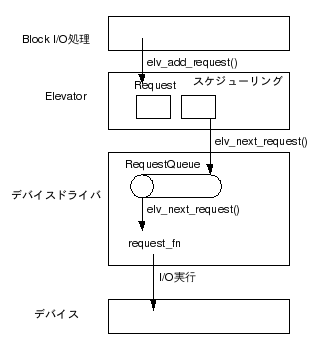 Block I/O処理
elv_add_request()
Request
スケジューリング
Elevator
elv_next_request()
RequestQueue
デバイスドライバ
elv_next_request()
request_fn
I/O実行
デバイス